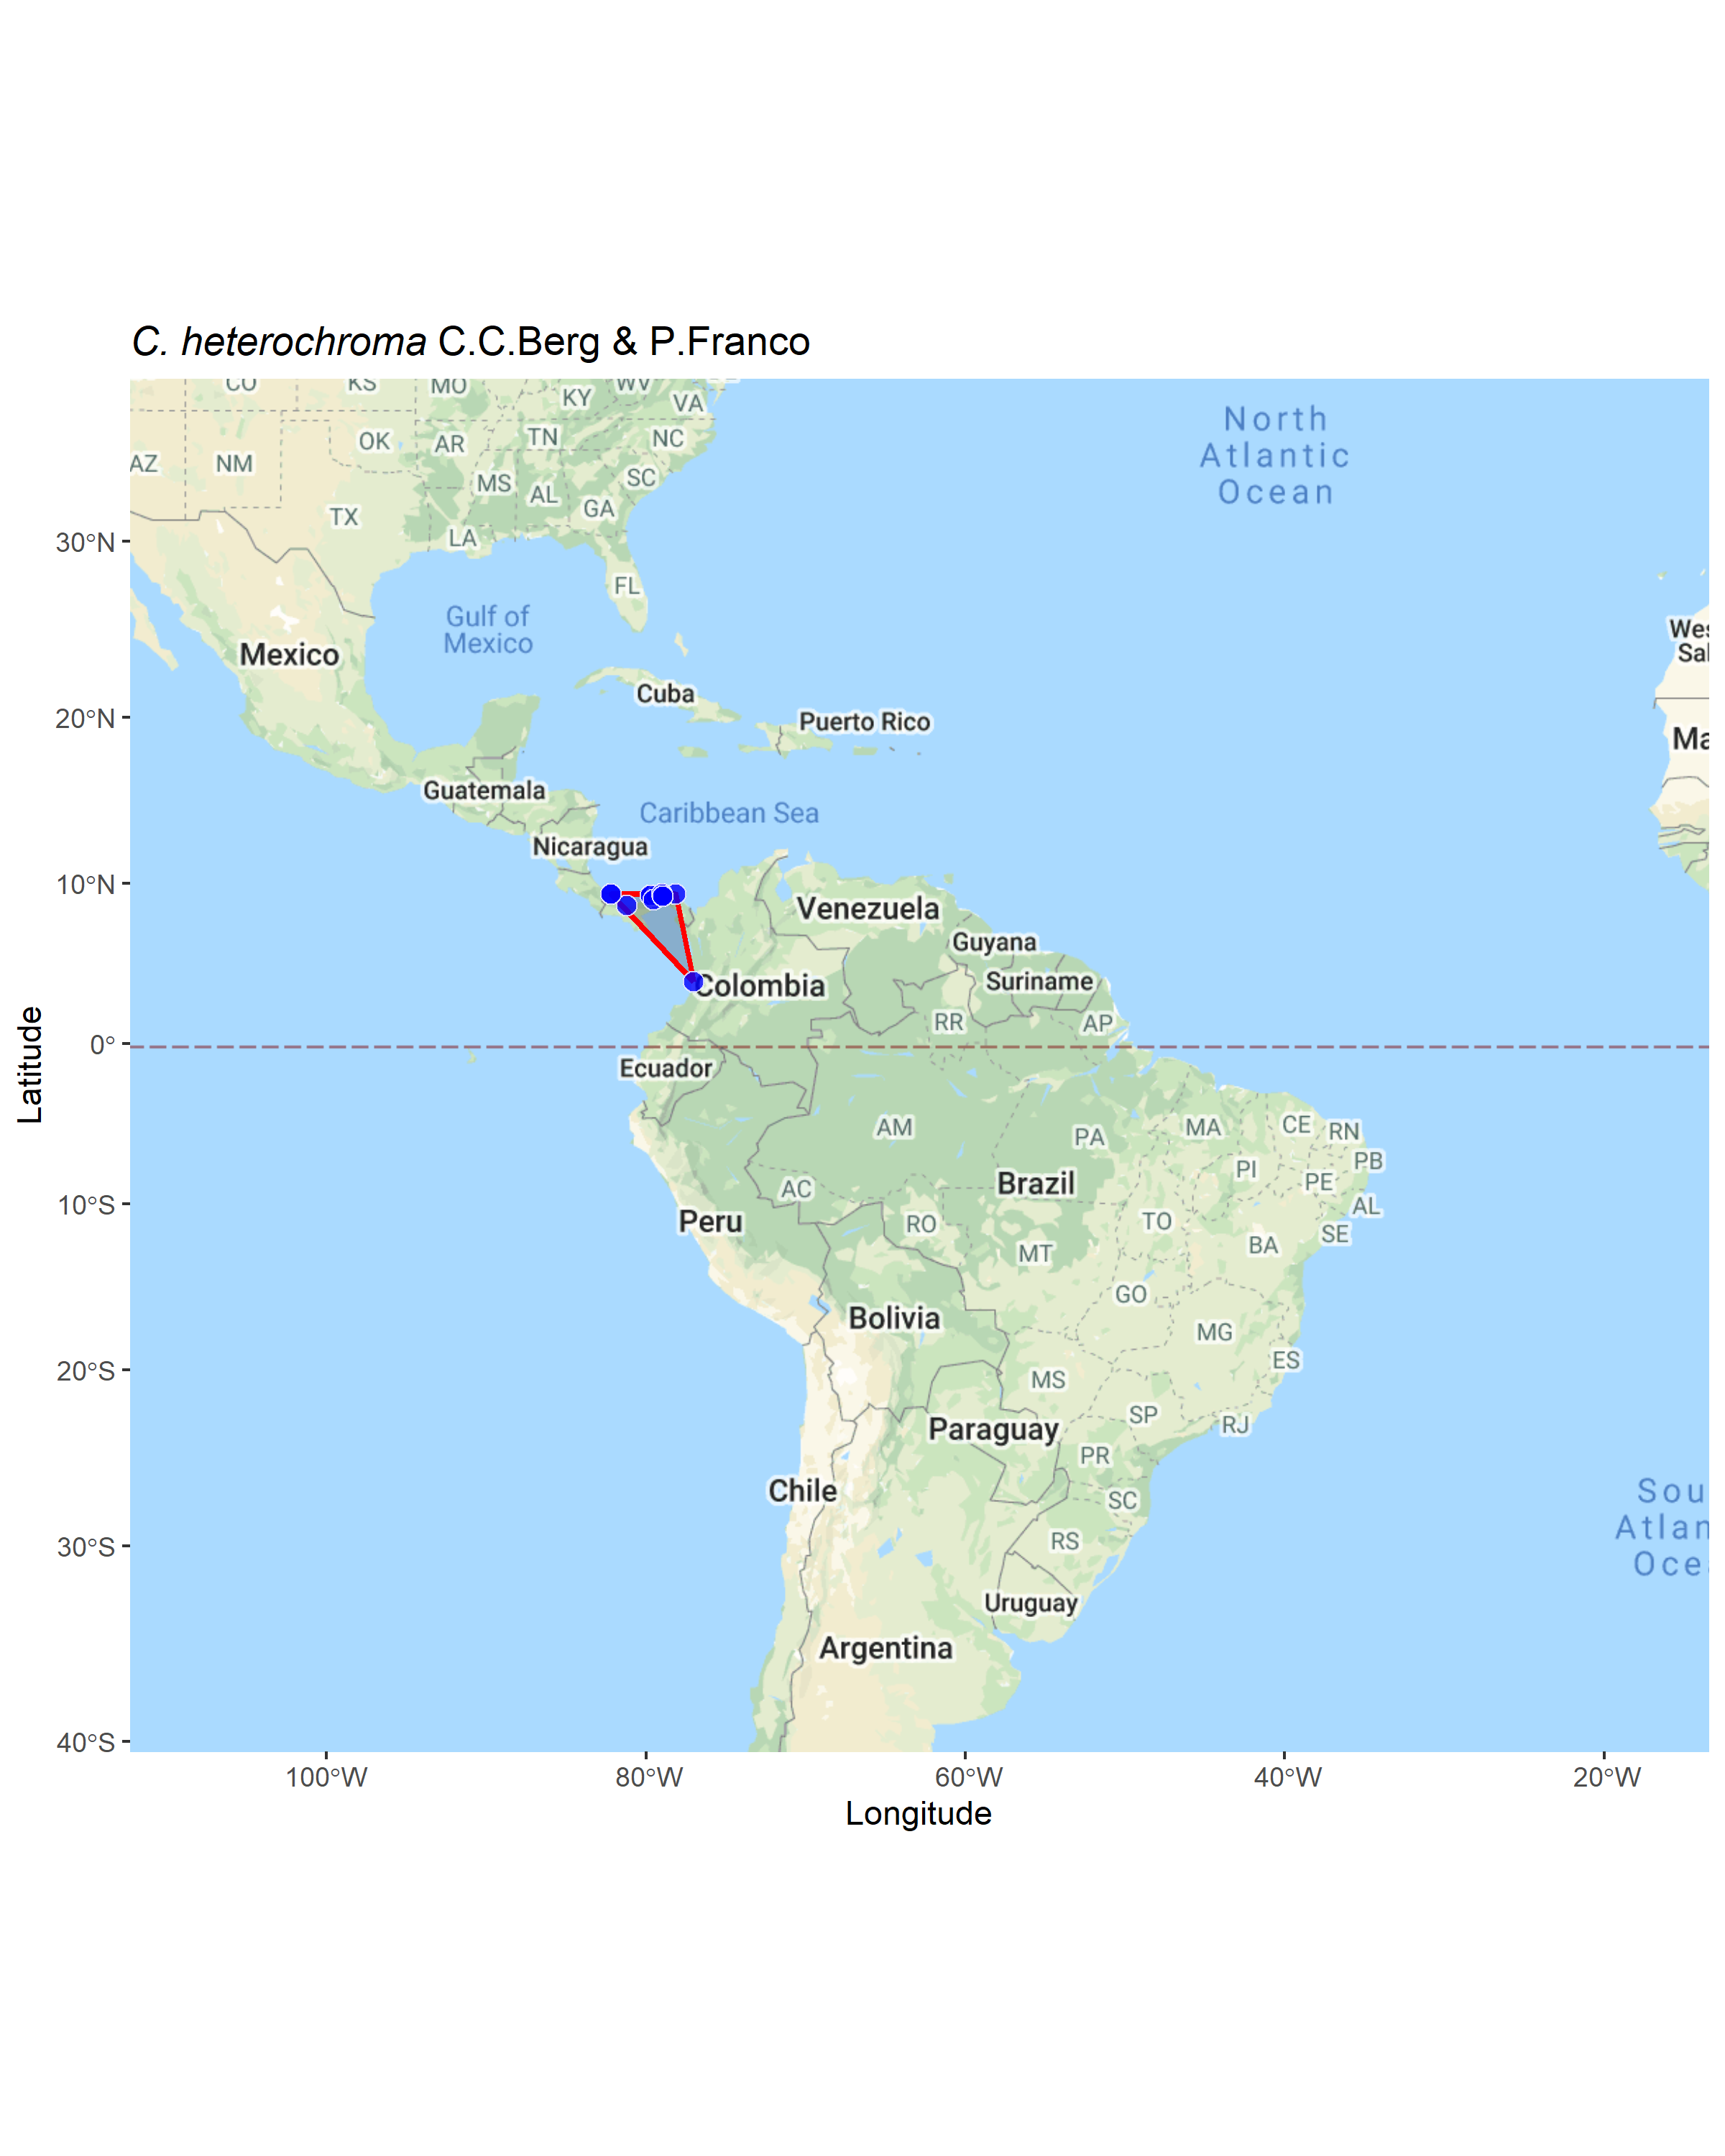 C. heterochroma C.C.Berg & P.Franco
CO
KS
MO
KY
WV
VA
AZ
NM
OK
AR
TN
NC
TX
MS
AL
GA
SC
LA
FL
North
Atlantic
Ocean
Gulf of
Mexico
Mexico
Cuba
Puerto Rico
Wes
Sal
Ma
Guatemala
Caribbean Sea
Nicaragua
Venezuela
Guyana
Colombia
Suriname
RR
AP
Ecuador
AM
PA
MA
CE
RN
PB
PI
PE
AL
SE
AC
Brazil
Peru
RO
TO
BA
MT
GO
Bolivia
MG
ES
MS
SP
RJ
Paraguay
PR
Chile
SC
RS
Uruguay
Argentina
Sou
Atlan
Ocea
30°N
20°N
10°N
0°
10°S
20°S
30°S
40°S
Latitude
100°W
80°W
60°W
40°W
20°W
Longitude